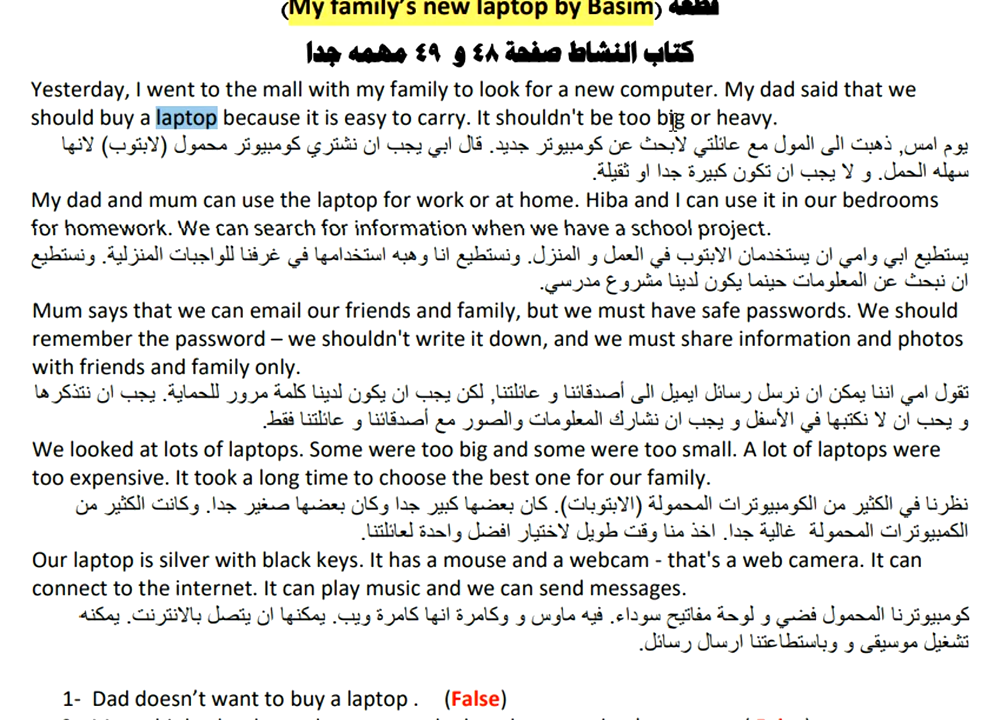 (My family's new laptop by Basim) قطعة
كتاب النشاط صفحة ٤٨ و ٤٩ مهمه جدا
Yesterday, I went to the mall with my family to look for a new computer. My dad said that we
should buy a laptop because it is easy to carry. It shouldn't be too big or heavy.
يوم امس, ذهبت الى المول مع عائلتي لأبحث عن كومبيوتر جديد. قال ابي يجب ان نشتري كومبيوتر محمول (لابتوب) لانها
سهله الحمل. و لا يجب ان تكون كبيرة جدا او ثقيلة.
My dad and mum can use the laptop for work or at home. Hiba and I can use it in our bedrooms
for homework. We can search for information when we have a school project.
يستطيع ابي وامي ان يستخدمان الابتوب في العمل و المنزل. ونستطيع انا وهبه استخدامها في غرفنا للواجبات المنزلية. ونستطيع
ان نبحث عن المعلومات حينما يكون لدينا مشروع مدرسي.
Mum says that we can email our friends and family, but we must have safe passwords. We should
remember the password – we shouldn't write it down, and we must share information and photos
with friends and family only.
تقول امي اننا يمكن ان نرسل رسائل ايميل الى أصدقائنا و عائلتنا, لكن يجب ان يكون لدينا كلمة مرور للحماية. يجب ان نتذكرها
و يحب ان لا نكتبها في الأسفل و يجب ان نشارك المعلومات والصور مع أصدقائنا و عائلتنا فقط.
We looked at lots of laptops. Some were too big and some were too small. A lot of laptops were
too expensive. It took a long time to choose the best one for our family.
نظرنا في الكثير من الكومبيوترات المحمولة (الابتوبات). كان بعضها كبير جدا وكان بعضها صغير جدا. وكانت الكثير من
الكمبيوترات المحمولة غالية جدا. اخذ منا وقت طويل لاختيار افضل واحدة لعائلتنا.
Our laptop is silver with black keys. It has a mouse and a webcam - that's a web camera. It can
connect to the internet. It can play music and we can send messages.
كومبيوترنا المحمول فضي و لوحة مفاتيح سوداء. فيه ماوس و وكامرة انها كامرة ويب. يمكنها ان يتصل بالانترنت. يمكنه
تشغيل موسيقى و وباستطاعتنا ارسال رسائل.
1- Dad doesn't want to buy a laptop . (False)